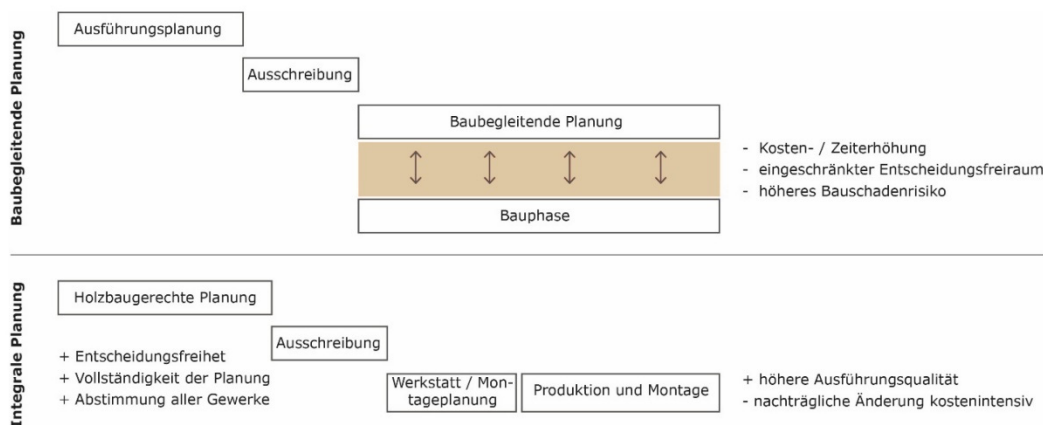 Baubegleitende Planung
Ausführungsplanung
Ausschreibung
Baubegleitende Planung
Bauphase
- Kosten- / Zeiterhöhung
- eingeschränkter Entscheidungsfreiraum
- höheres Bauschadenrisiko
Integrale Planung
Holzbaugerechte Planung
+ Entscheidungsfreihet
+ Vollständigkeit der Planung
+ Abstimmung aller Gewerke
Ausschreibung
Werkstatt / Mon-
tageplanung
Produktion und Montage
+ höhere Ausführungsqualität
- nachträgliche Änderung kostenintensiv